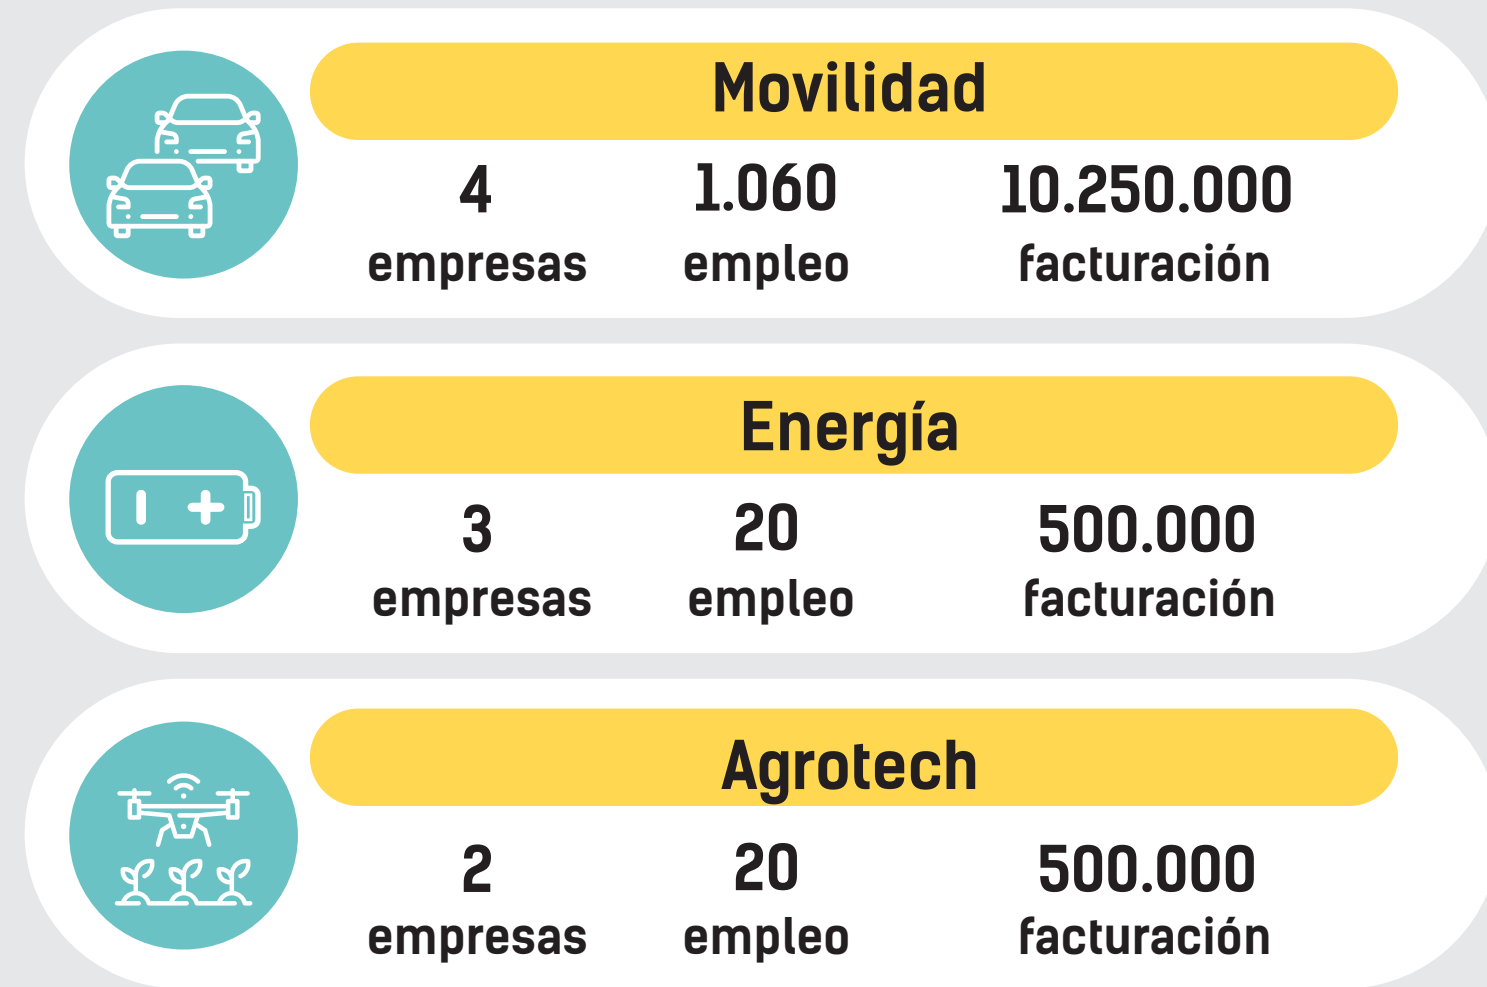 Movilidad
4 1.060 10.250.000
empresas empleo facturación
Energía
3 20 500.000
empresas empleo facturación
Agrotech
2 20 500.000
empresas empleo facturación